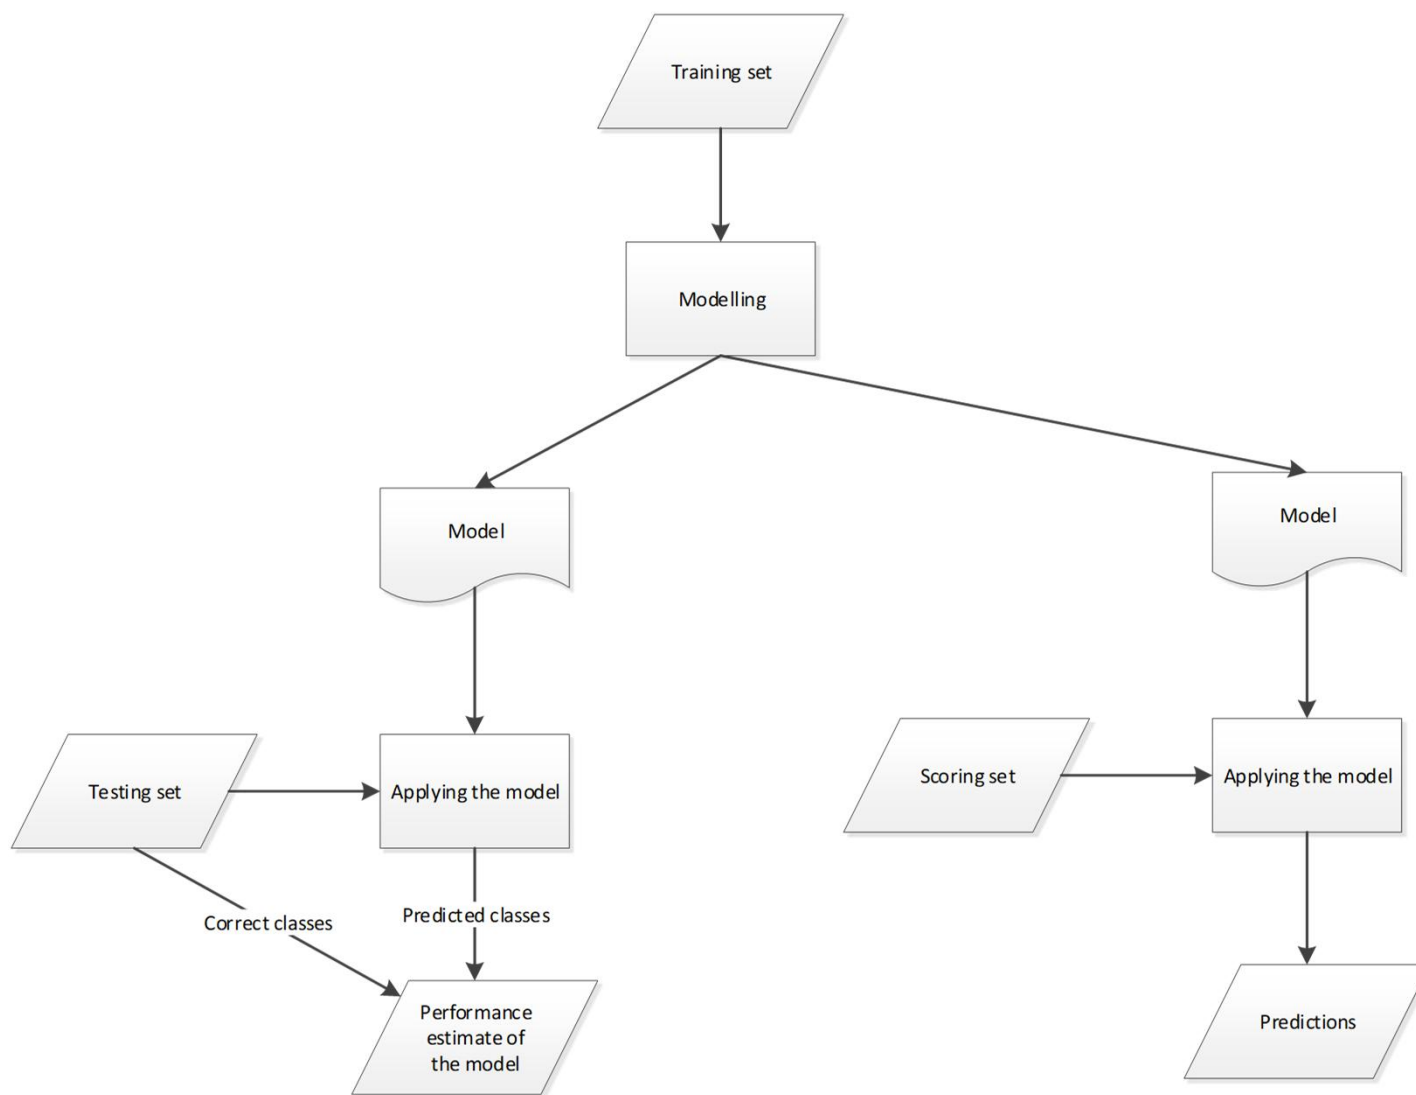 Training set
Modelling
Model
Model
Testing set
Applying the model
Scoring set
Applying the model
Correct classes
Predicted classes
Performance
estimate of
the model
Predictions